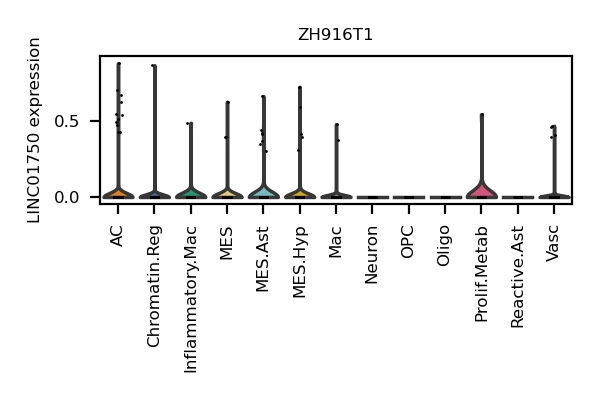 ZH916T1
LINC01750 expression
0.5
0.0
AC
Chromatin.Reg
Inflammatory.Mac
MES
MES.Ast
MES.Hyp
Mac
Neuron
OPC
Oligo
Prolif.Metab
Reactive.Ast
Vasc